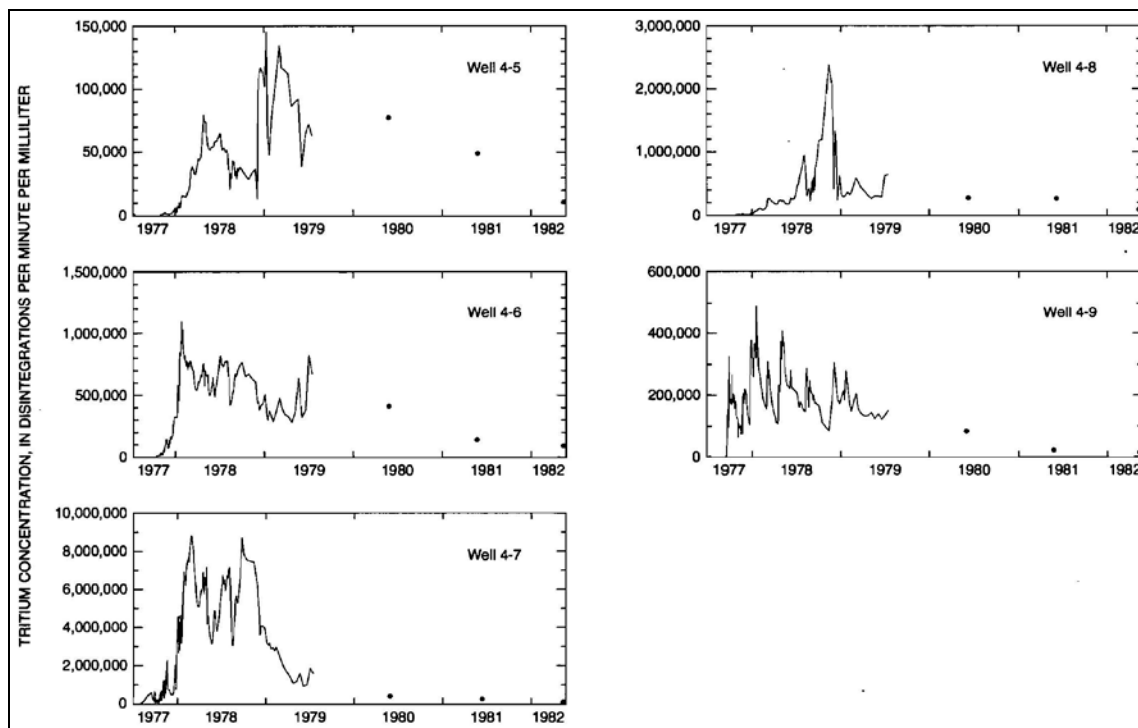 TRITIUM CONCENTRATION, IN DISINTEGRATIONS PER MINUTE PER MILLILITER
150,000
100,000
50,000
0
Well 4-5
1977 1978 1979 1980 1981 1982
3,000,000
2,000,000
1,000,000
0
Well 4-8
1977 1978 1979 1980 1981 1982
1,500,000
1,000,000
500,000
0
Well 4-6
1977 1978 1979 1980 1981 1982
600,000
400,000
200,000
0
Well 4-9
1977 1978 1979 1980 1981 1982
10,000,000
8,000,000
6,000,000
4,000,000
2,000,000
0
Well 4-7
1977 1978 1979 1980 1981 1982